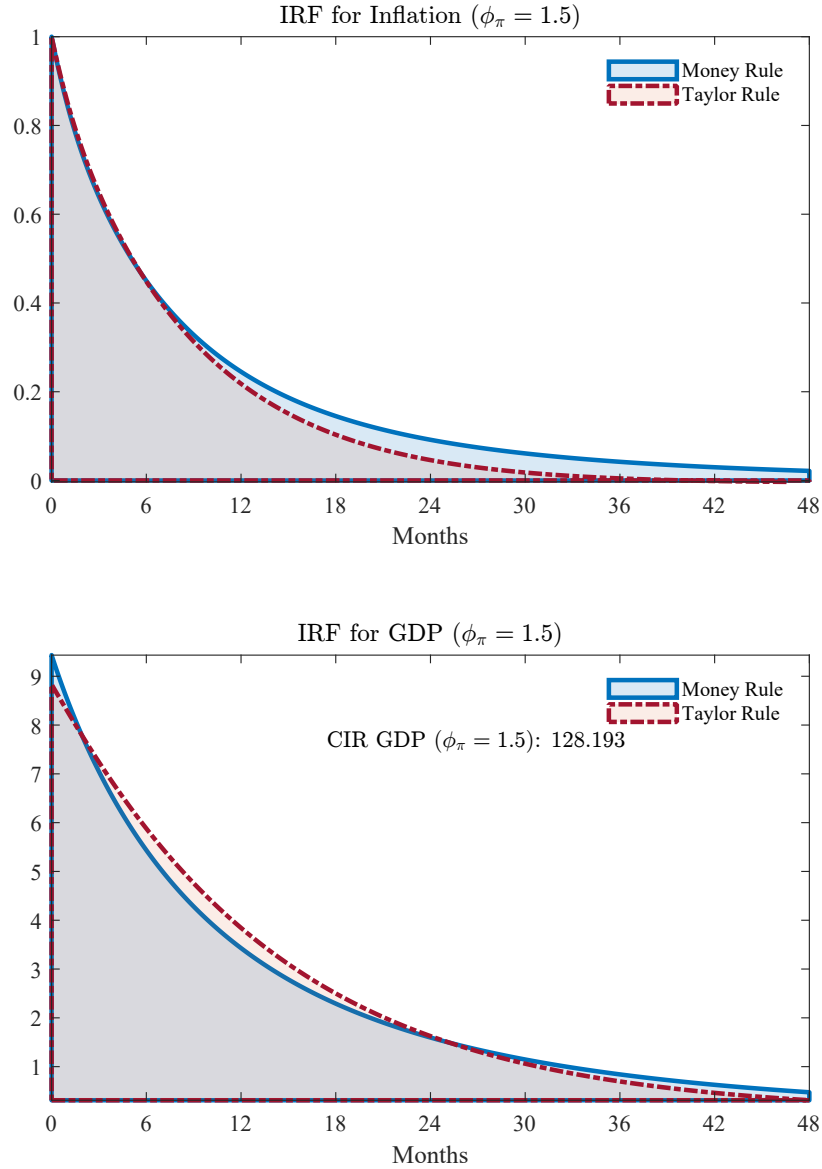 IRF for Inflation (ϕπ = 1.5)
1
0.8
0.6
0.4
0.2
0
Money Rule
Taylor Rule
0 6 12 18 24 30 36 42 48
Months
IRF for GDP (ϕπ = 1.5)
9
8
7
6
5
4
3
2
1
Money Rule
Taylor Rule
CIR GDP (ϕπ = 1.5): 128.193
0 6 12 18 24 30 36 42 48
Months